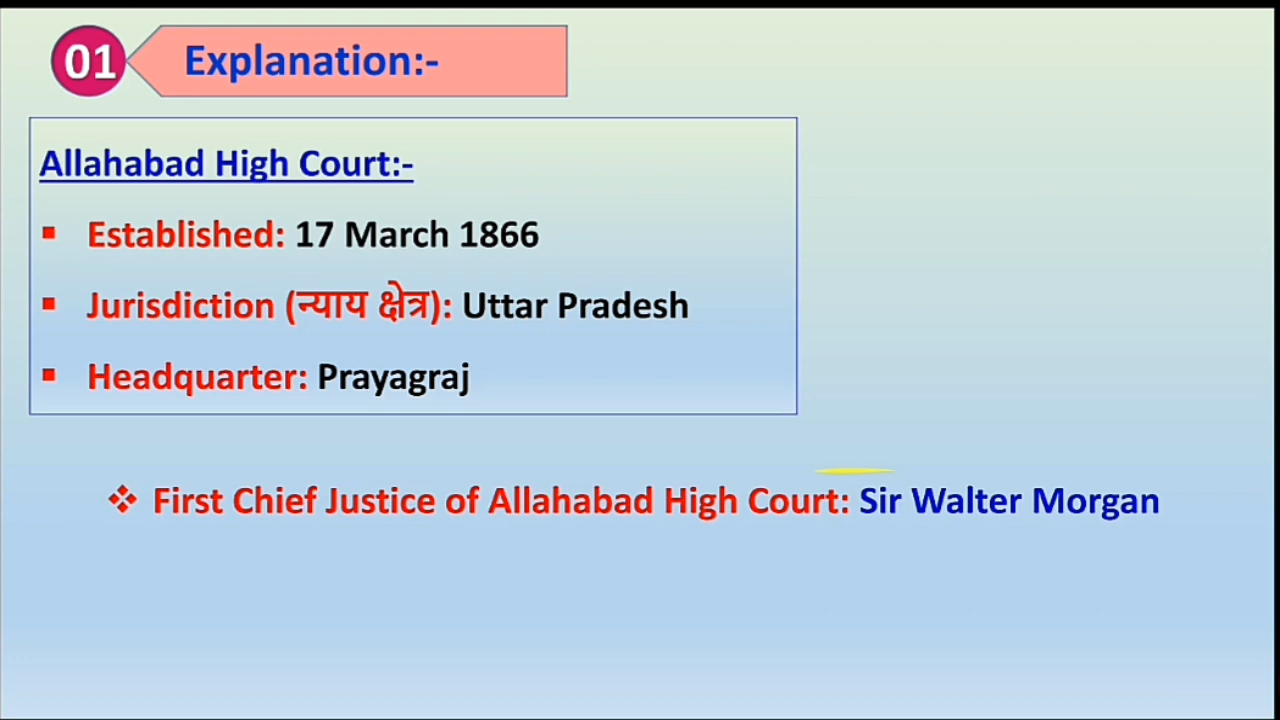 01 Explanation:-
Allahabad High Court:-
▪ Established: 17 March 1866
▪ Jurisdiction (न्याय क्षेत्र): Uttar Pradesh
▪ Headquarter: Prayagraj
❖ First Chief Justice of Allahabad High Court: Sir Walter Morgan